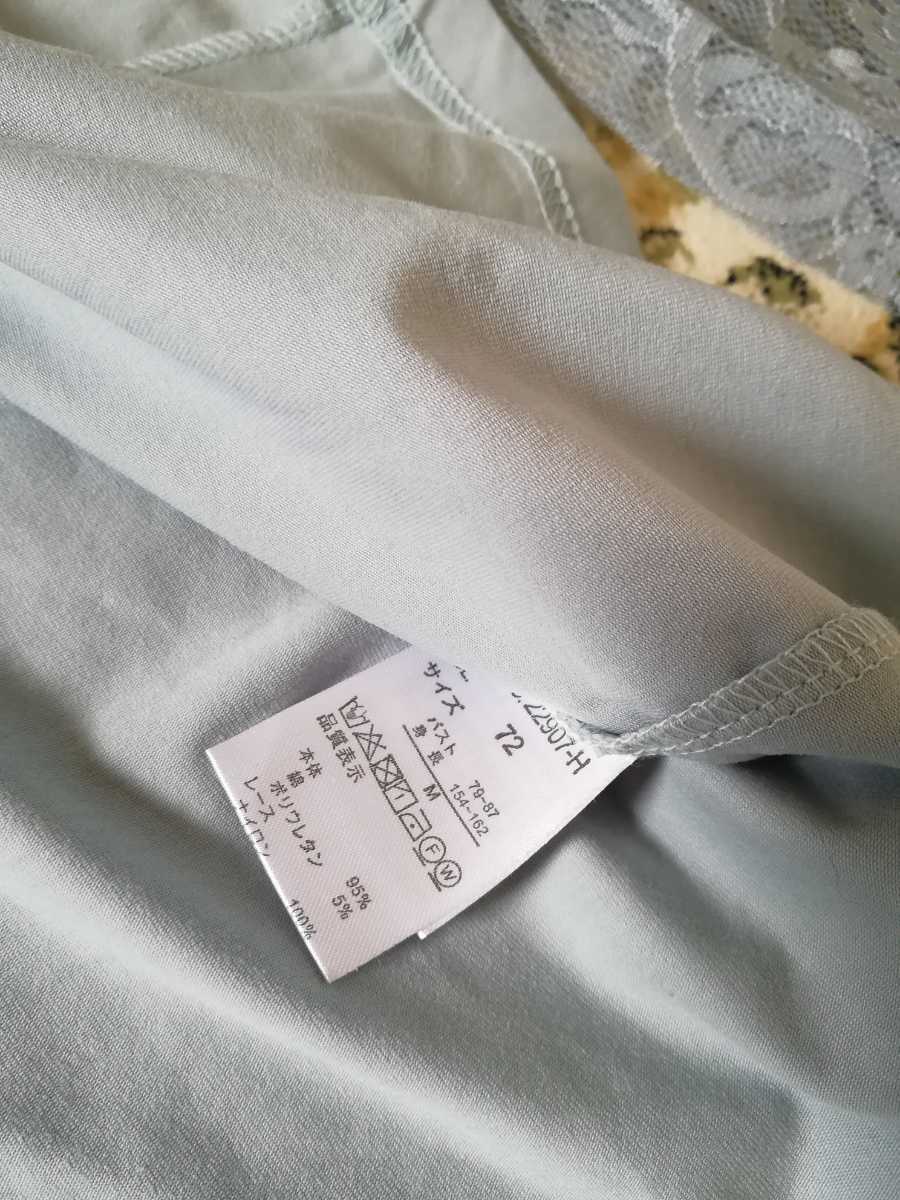 22907-H
サイズ 72
バスト 79-87
身長 154~162
M
F W
品質表示
本体
綿 95%
ポリウレタン 5%
レース
ナイロン 100%